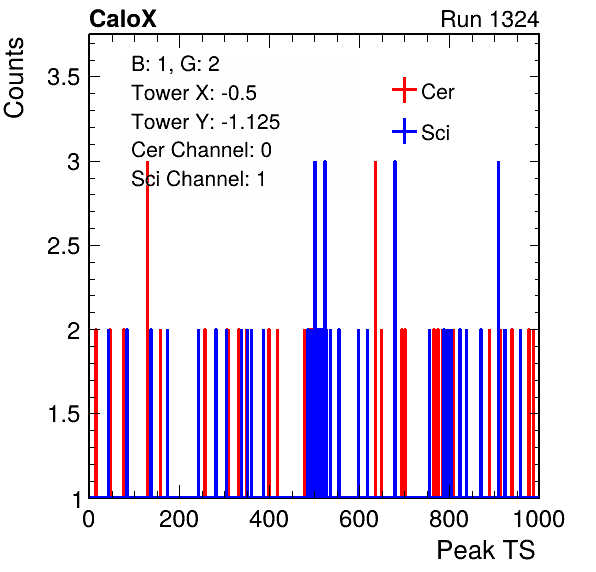 CaloX Run 1324
Counts
B: 1, G: 2
Tower X: -0.5
Tower Y: -1.125
Cer Channel: 0
Sci Channel: 1
Cer
Sci
3.5
3
2.5
2
1.5
1
0 200 400 600 800 1000
Peak TS